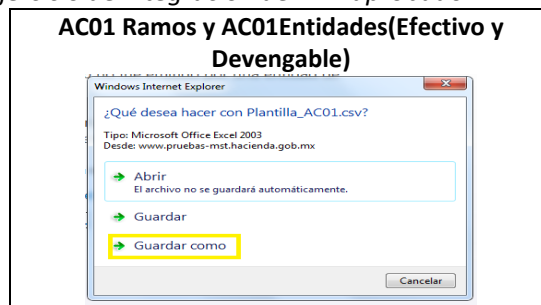 AC01 Ramos y AC01Entidades(Efectivo y
Devengable)
Windows Internet Explorer
¿Qué desea hacer con Plantilla_AC01.csv?
Tipo: Microsoft Office Excel 2003
Desde: www.pruebas-mst.hacienda.gob.mx
Abrir
El archivo no se guardará automáticamente.
Guardar
Guardar como
Cancelar